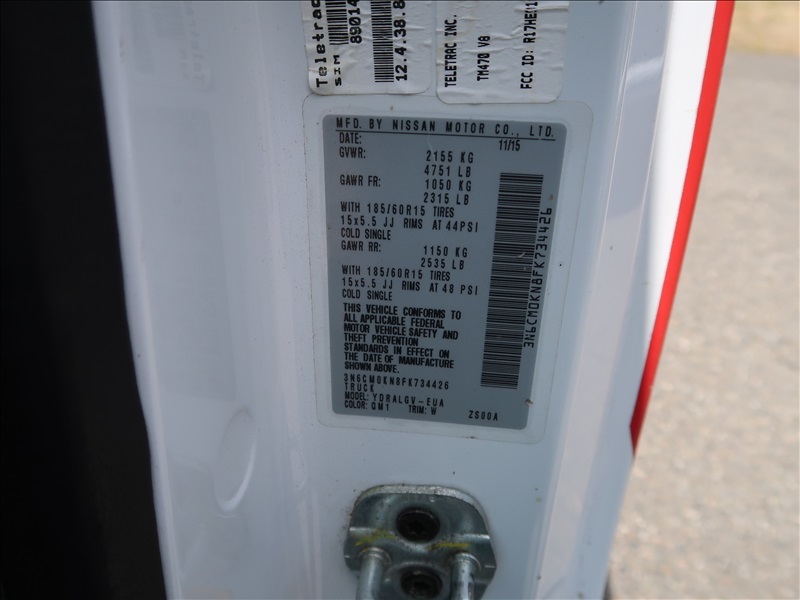 Teletrac
SIM
89014
12.4.38.8
TELETRAC INC.
TM470 V8
FCC ID:
MFD. BY NISSAN MOTOR CO., LTD.
DATE: 11/15
GVWR: 2155 KG
4751 LB
GAWR FR: 1050 KG
2315 LB
WITH 185/60R15 TIRES
15x5.5 JJ RIMS AT 44PSI
COLD SINGLE
GAWR RR: 1150 KG
2535 LB
WITH 185/60R15 TIRES
15x5.5 JJ RIMS AT 48 PSI
COLD SINGLE
THIS VEHICLE CONFORMS TO
ALL APPLICABLE FEDERAL
MOTOR VEHICLE SAFETY AND
THEFT PREVENTION
STANDARDS IN EFFECT ON
THE DATE OF MANUFACTURE
SHOWN ABOVE.
3N6CM0KN8FK734426
TRUCK
MODEL: YDRALGV-EUA
COLOR: QM1 TRIM: W ZS00A
3N6CM0KN8FK734426